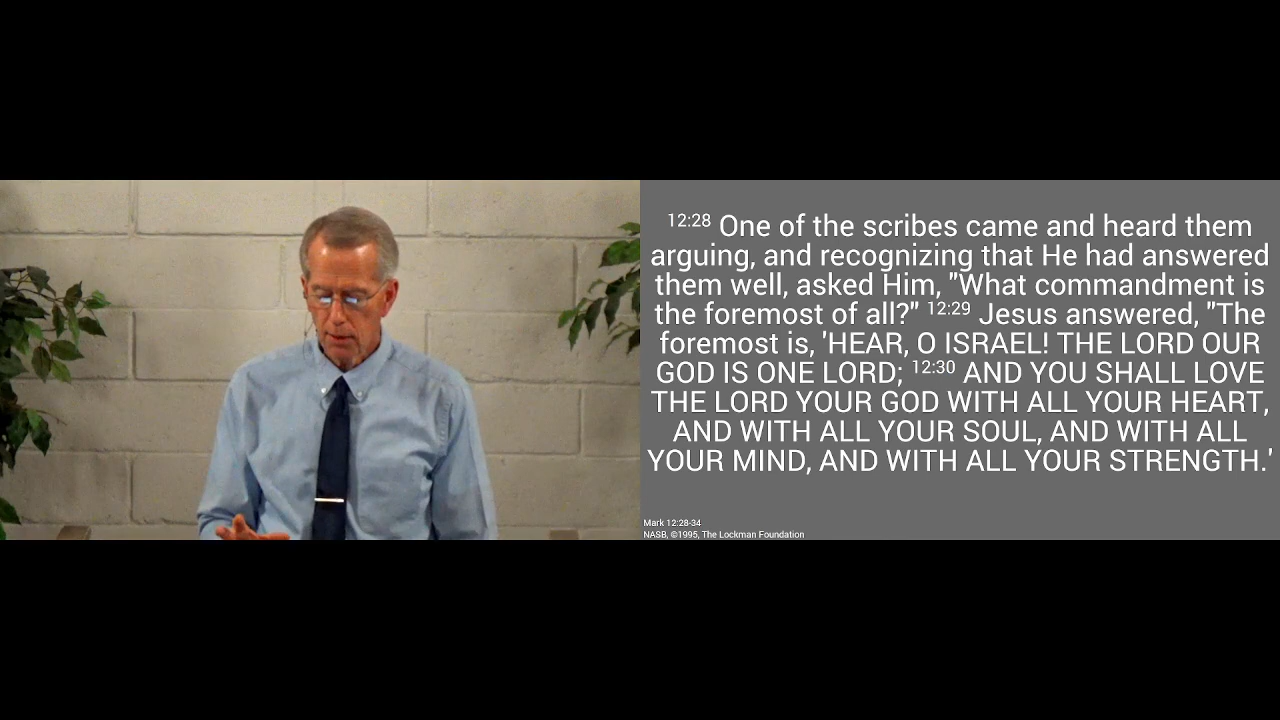 12:28 One of the scribes came and heard them
arguing, and recognizing that He had answered
them well, asked Him, "What commandment is
the foremost of all?" 12:29 Jesus answered, "The
foremost is, 'HEAR, O ISRAEL! THE LORD OUR
GOD IS ONE LORD; 12:30 AND YOU SHALL LOVE
THE LORD YOUR GOD WITH ALL YOUR HEART,
AND WITH ALL YOUR SOUL, AND WITH ALL
YOUR MIND, AND WITH ALL YOUR STRENGTH.'
Mark 12:28-34
NASB, ©1995, The Lockman Foundation